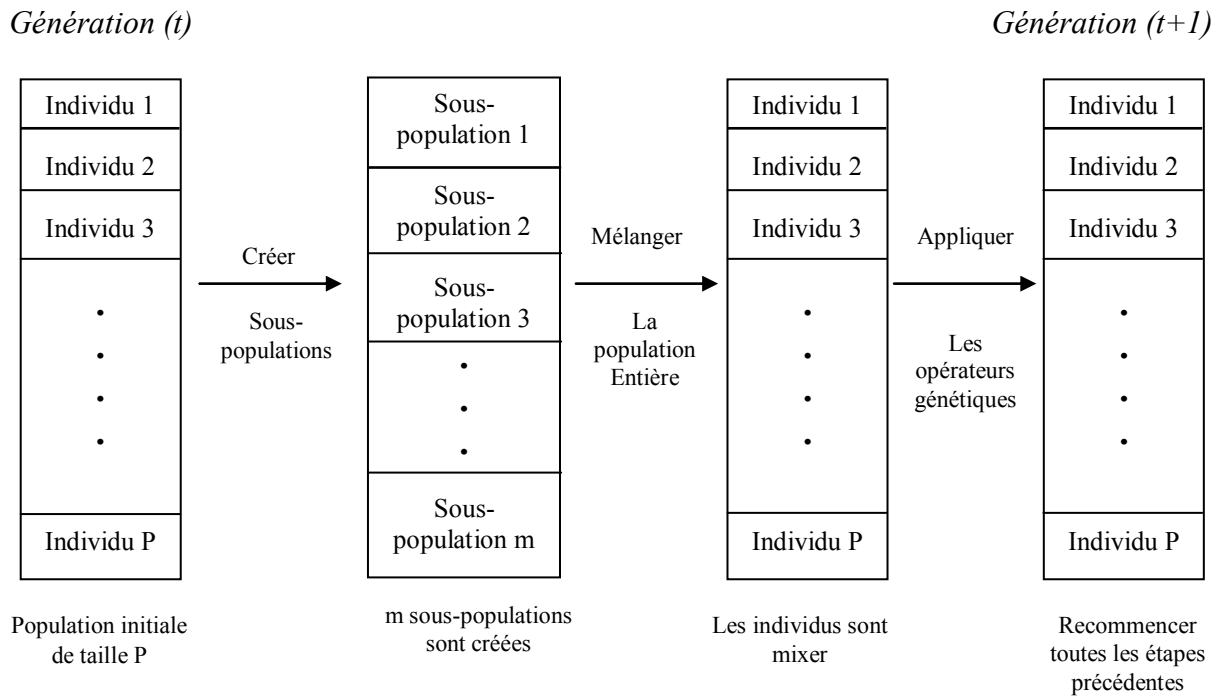 Génération (t)
Génération (t+1)
Individu 1
Individu 2
Individu 3
Individu P
Population initiale
de taille P
Créer
Sous-
populations
Sous-
population 1
Sous-
population 2
Sous-
population 3
Sous-
population m
m sous-populations
sont créées
Mélanger
La
population
Entière
Individu 1
Individu 2
Individu 3
Individu P
Les individus sont
mixer
Appliquer
Les
opérateurs
génétiques
Individu 1
Individu 2
Individu 3
Individu P
Recommencer
toutes les étapes
précédentes